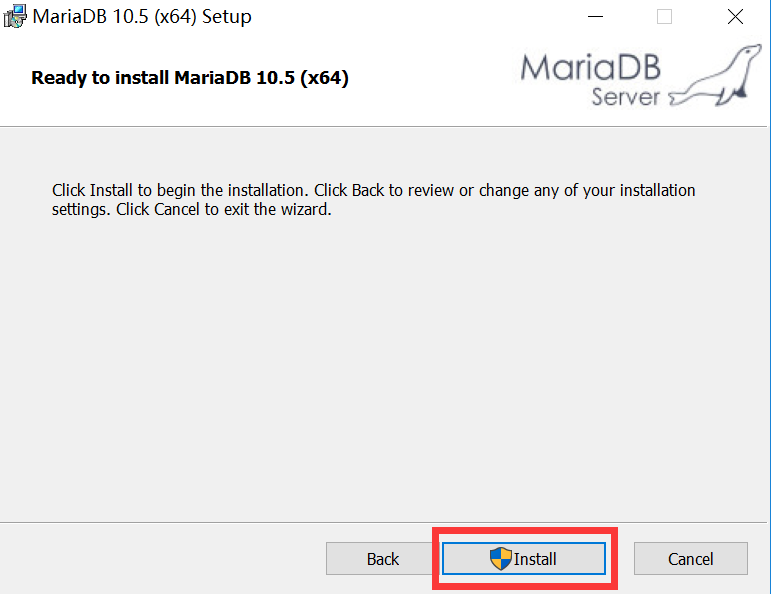 MariaDB 10.5 (x64) Setup
Ready to install MariaDB 10.5 (x64)
MariaDB
Server
Click Install to begin the installation. Click Back to review or change any of your installation
settings. Click Cancel to exit the wizard.
Back
Install
Cancel